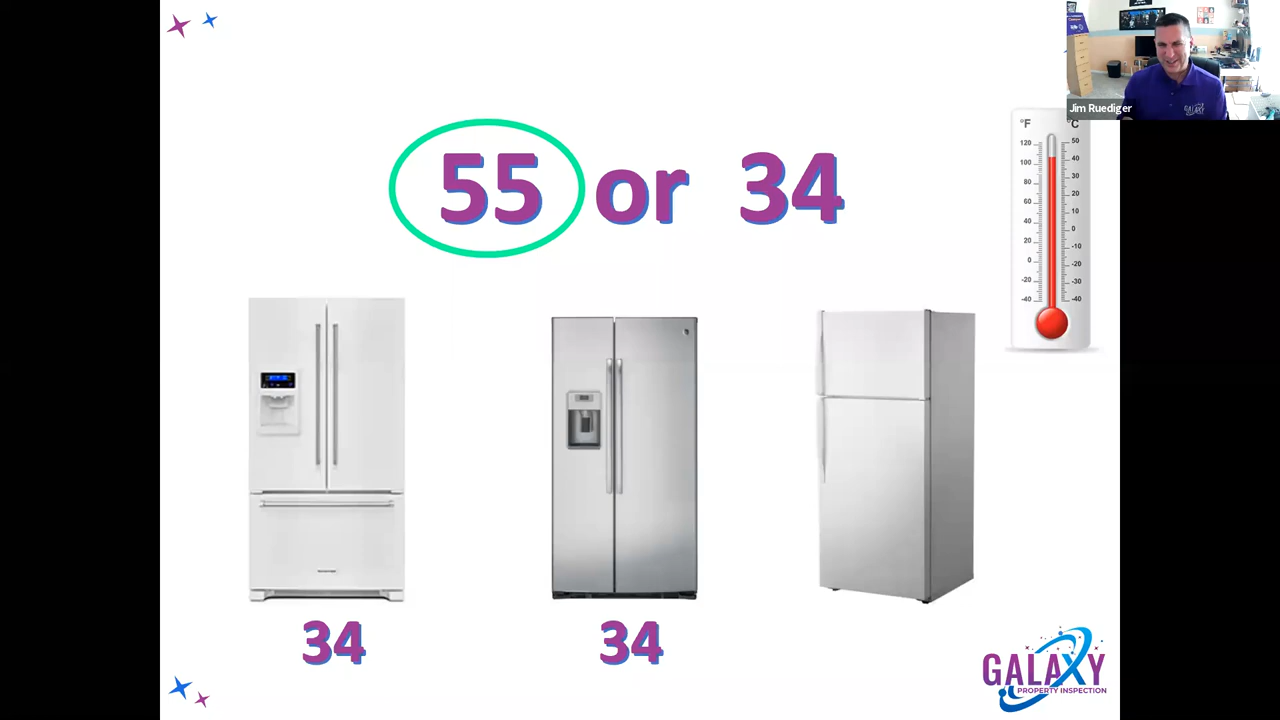 Jim Ruediger
GALAXY
55 or 34
°F °C
120 50
100 40
80 30
60 20
40 10
20 0
0 -10
-20 -20
-40 -30
-40
34 34
GALAXY
PROPERTY INSPECTION